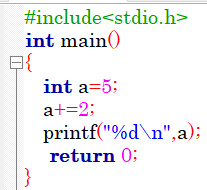 #include<stdio.h>
int main()
{
int a=5;
a+=2;
printf("%d\n",a);
return 0;
}